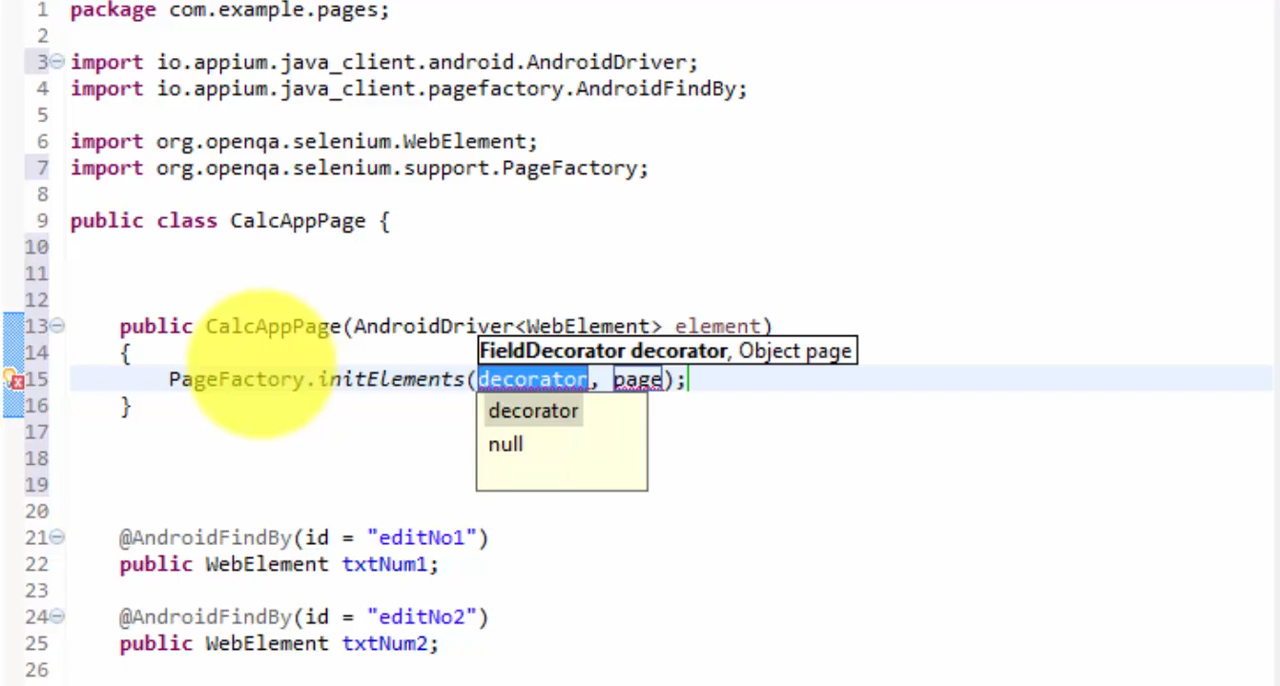 1 package com.example.pages;
2
3 import io.appium.java_client.android.AndroidDriver;
4 import io.appium.java_client.pagefactory.AndroidFindBy;
5
6 import org.openqa.selenium.WebElement;
7 import org.openqa.selenium.support.PageFactory;
8
9 public class CalcAppPage {
10
11
12
13 public CalcAppPage(AndroidDriver<WebElement> element)
14 {
FieldDecorator decorator, Object page
15 PageFactory.initElements(decorator, page);
16 }
decorator
17
null
18
19
20
21 @AndroidFindBy(id = "editNo1")
22 public WebElement txtNum1;
23
24 @AndroidFindBy(id = "editNo2")
25 public WebElement txtNum2;
26